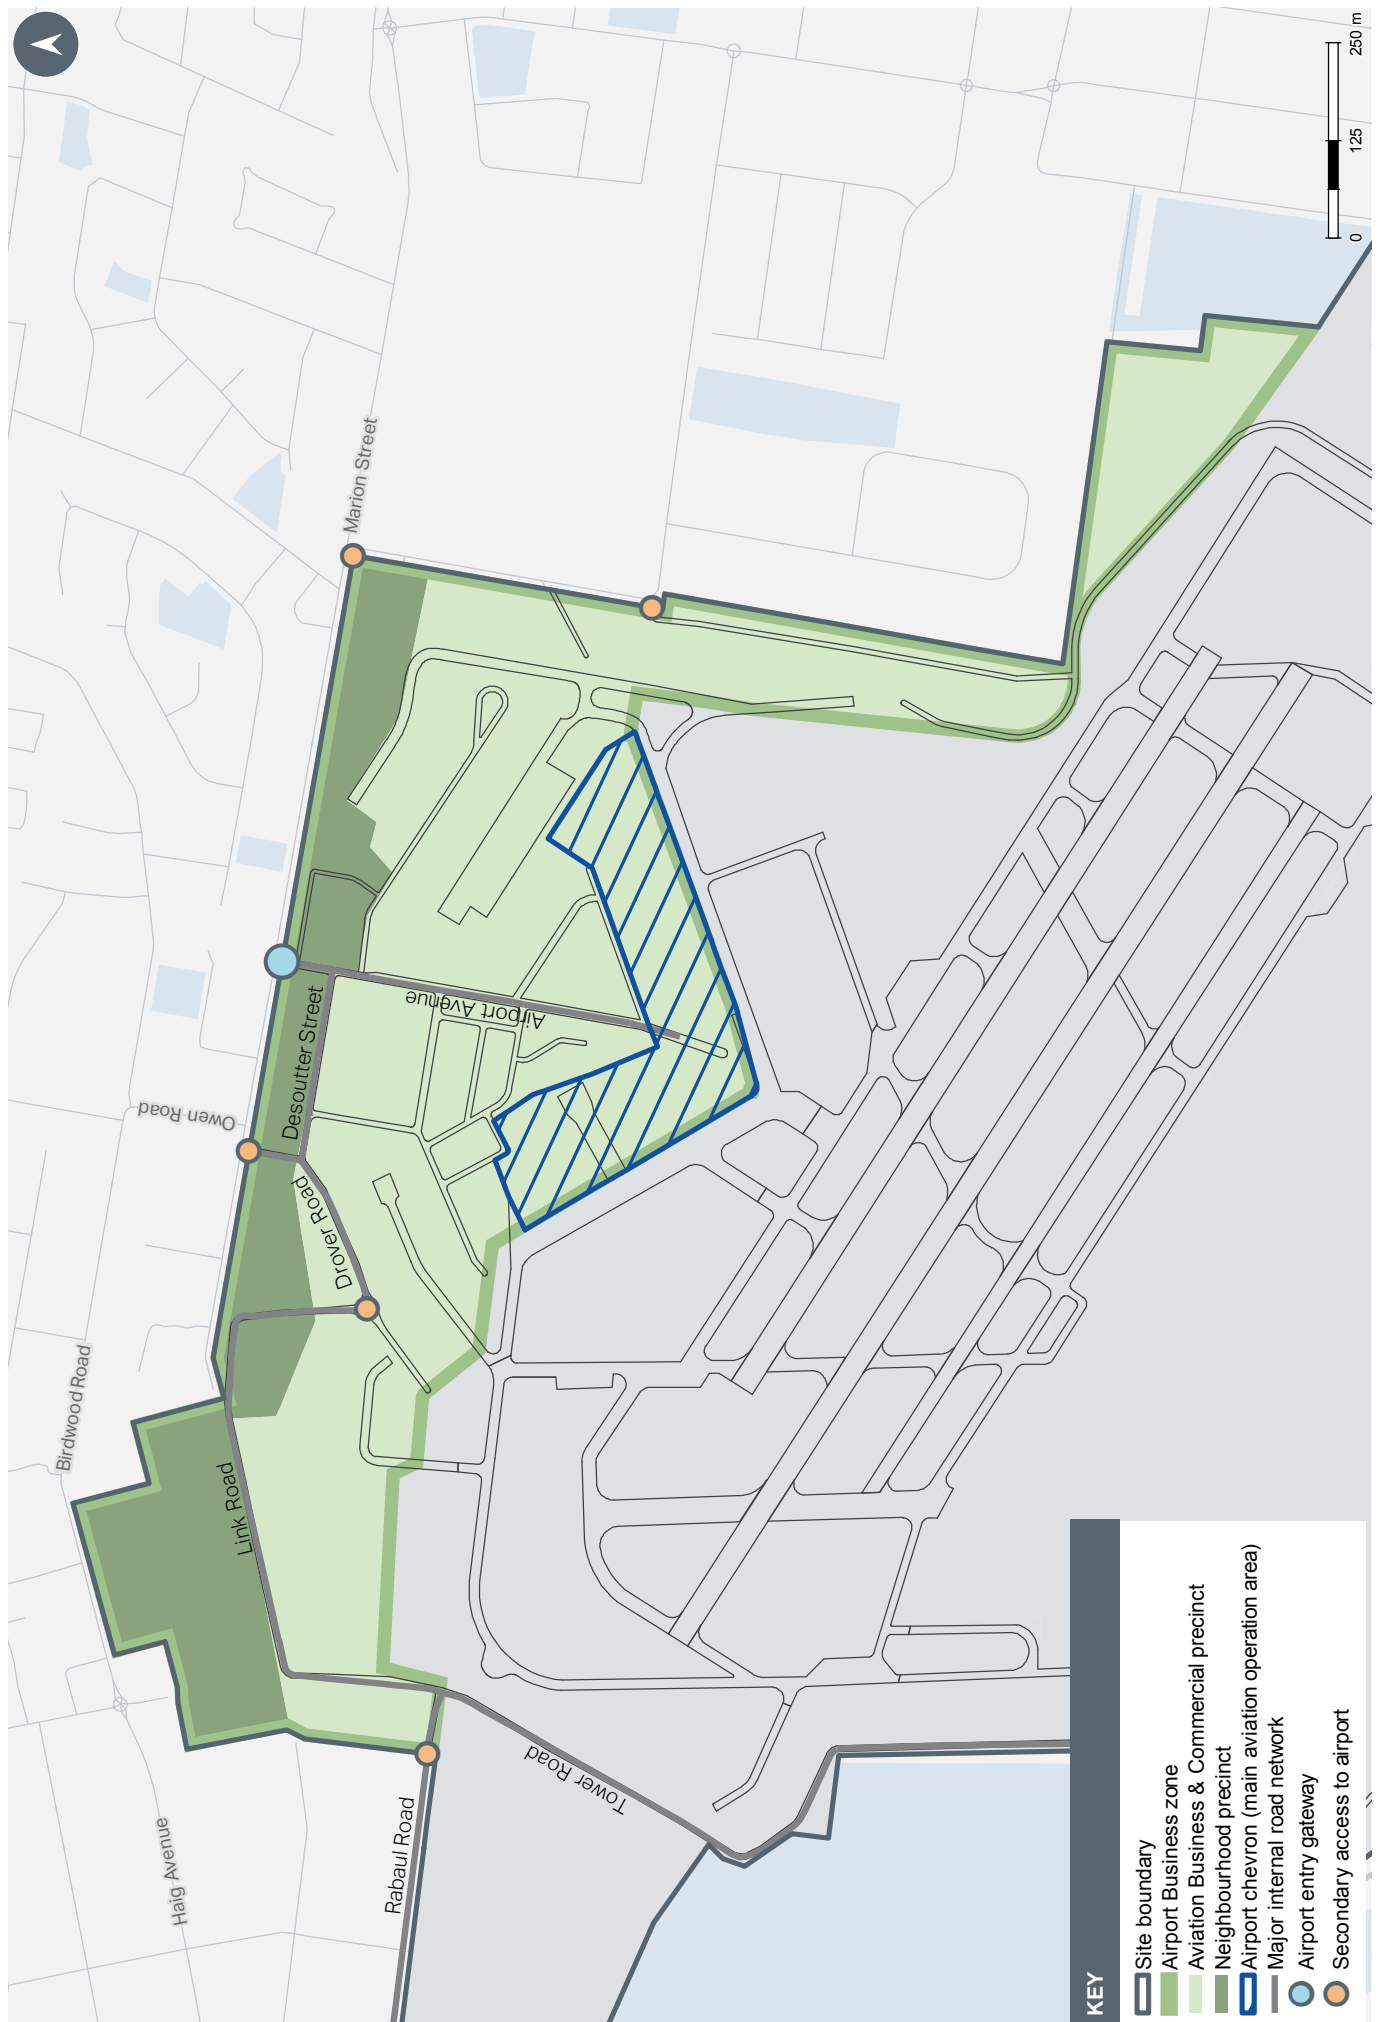 Marion Street
Airport Avenue
Desoutter Street
Owen Road
Drover Road
Birdwood Road
Link Road
Tower Road
Rabaul Road
Haig Avenue
0 125 250 m
KEY
Site boundary
Airport Business zone
Aviation Business & Commercial precinct
Neighbourhood precinct
Airport chevron (main aviation operation area)
Major internal road network
Airport entry gateway
Secondary access to airport